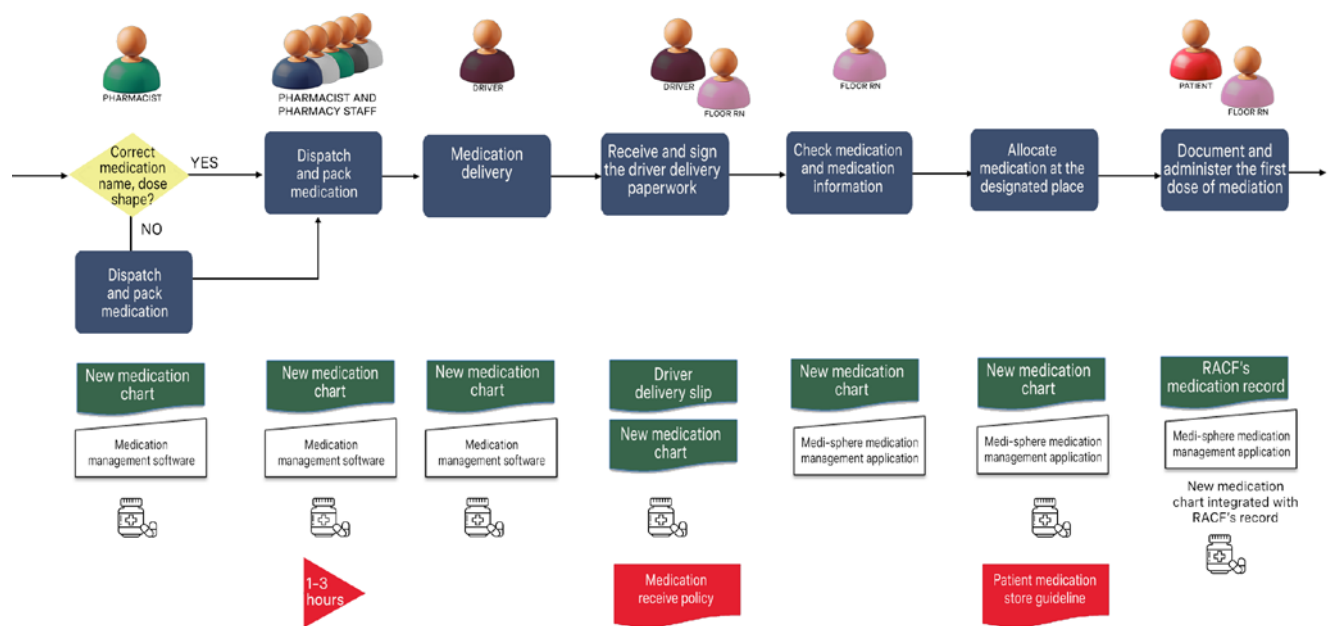 PHARMACIST
PHARMACIST AND
PHARMACY STAFF
DRIVER
DRIVER
FLOOR RN
FLOOR RN
PATIENT
FLOOR RN
Correct
medication
name, dose
shape?
YES
NO
Dispatch
and pack
medication
Dispatch
and pack
medication
Medication
delivery
Receive and sign
the driver delivery
paperwork
Check medication
and medication
information
Allocate
medication at the
designated place
Document and
administer the first
dose of mediation
New medication
chart
Medication
management software
New medication
chart
Medication
management software
1-3
hours
New medication
chart
Medication
management software
Driver
delivery slip
New medication
chart
Medication
receive policy
New medication
chart
Medi-sphere medication
management application
New medication
chart
Medi-sphere medication
management application
Patient medication
store guideline
RACF's
medication record
Medi-sphere medication
management application
New medication
chart integrated with
RACF's record